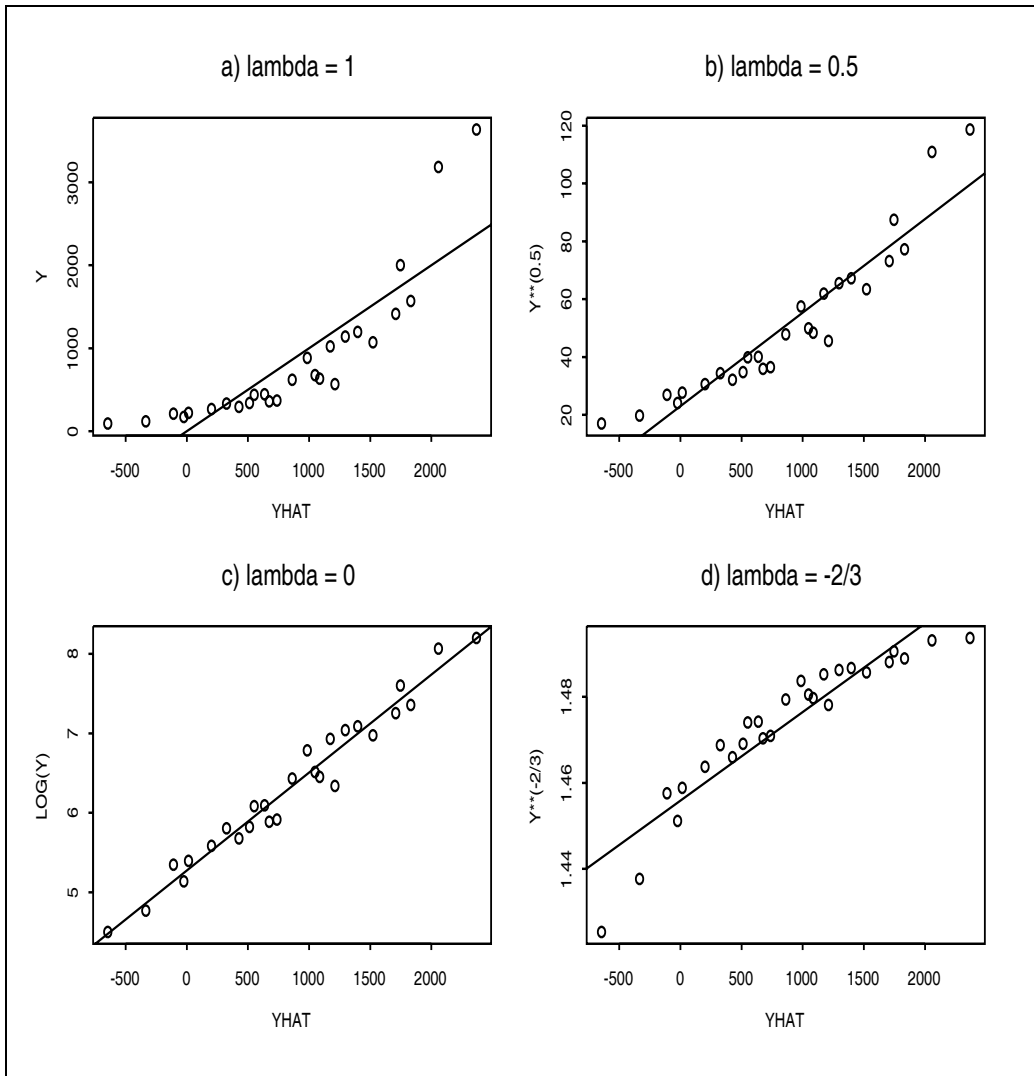 a) lambda = 1
Y
3000
2000
1000
0
-500 0 500 1000 1500 2000
YHAT
b) lambda = 0.5
Y**(0.5)
120
100
80
60
40
20
-500 0 500 1000 1500 2000
YHAT
c) lambda = 0
LOG(Y)
8
7
6
5
-500 0 500 1000 1500 2000
YHAT
d) lambda = -2/3
Y**(-2/3)
1.48
1.46
1.44
-500 0 500 1000 1500 2000
YHAT